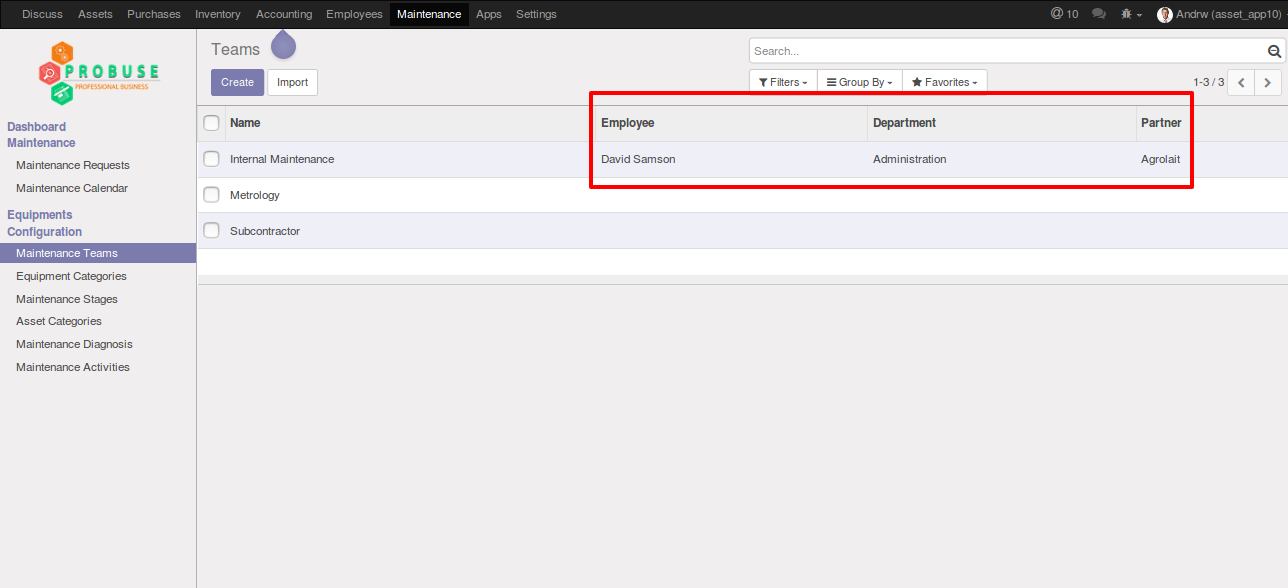 Discuss Assets Purchases Inventory Accounting Employees Maintenance Apps Settings @ 10 Andrw (asset_app10)
PROBUSE
PROFESSIONAL BUSINESS
Dashboard
Maintenance
Maintenance Requests
Maintenance Calendar
Equipments
Configuration
Maintenance Teams
Equipment Categories
Maintenance Stages
Asset Categories
Maintenance Diagnosis
Maintenance Activities
Teams
Search...
Create Import
Filters Group By Favorites 1-3 / 3
Name Employee Department Partner
Internal Maintenance David Samson Administration Agrolait
Metrology
Subcontractor